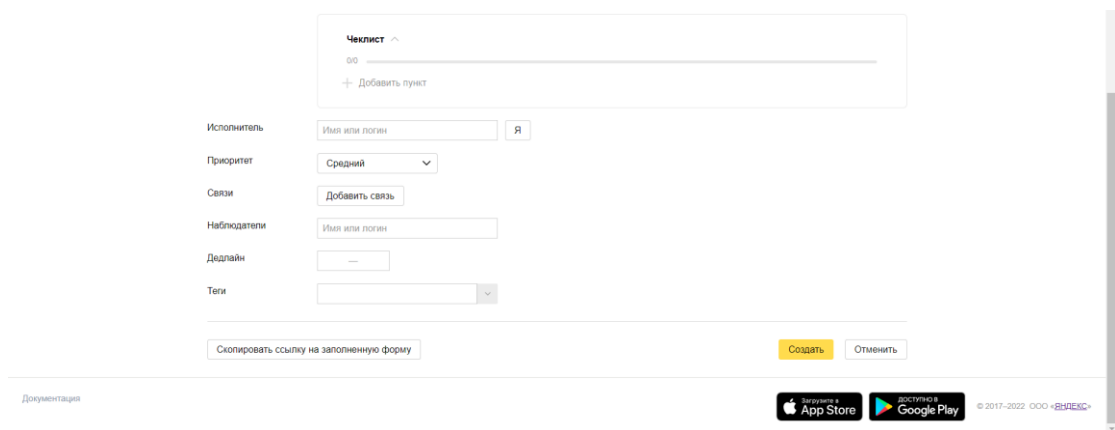 Чеклист
0/0
Добавить пункт
Исполнитель
Имя или логин
Я
Приоритет
Средний
Связи
Добавить связь
Наблюдатели
Имя или логин
Дедлайн
—
Теги
Скопировать ссылку на заполненную форму
Создать
Отменить
Документация
Загрузите в
App Store
ДОСТУПНО В
Google Play
© 2017–2022 ООО «ЯНДЕКС»